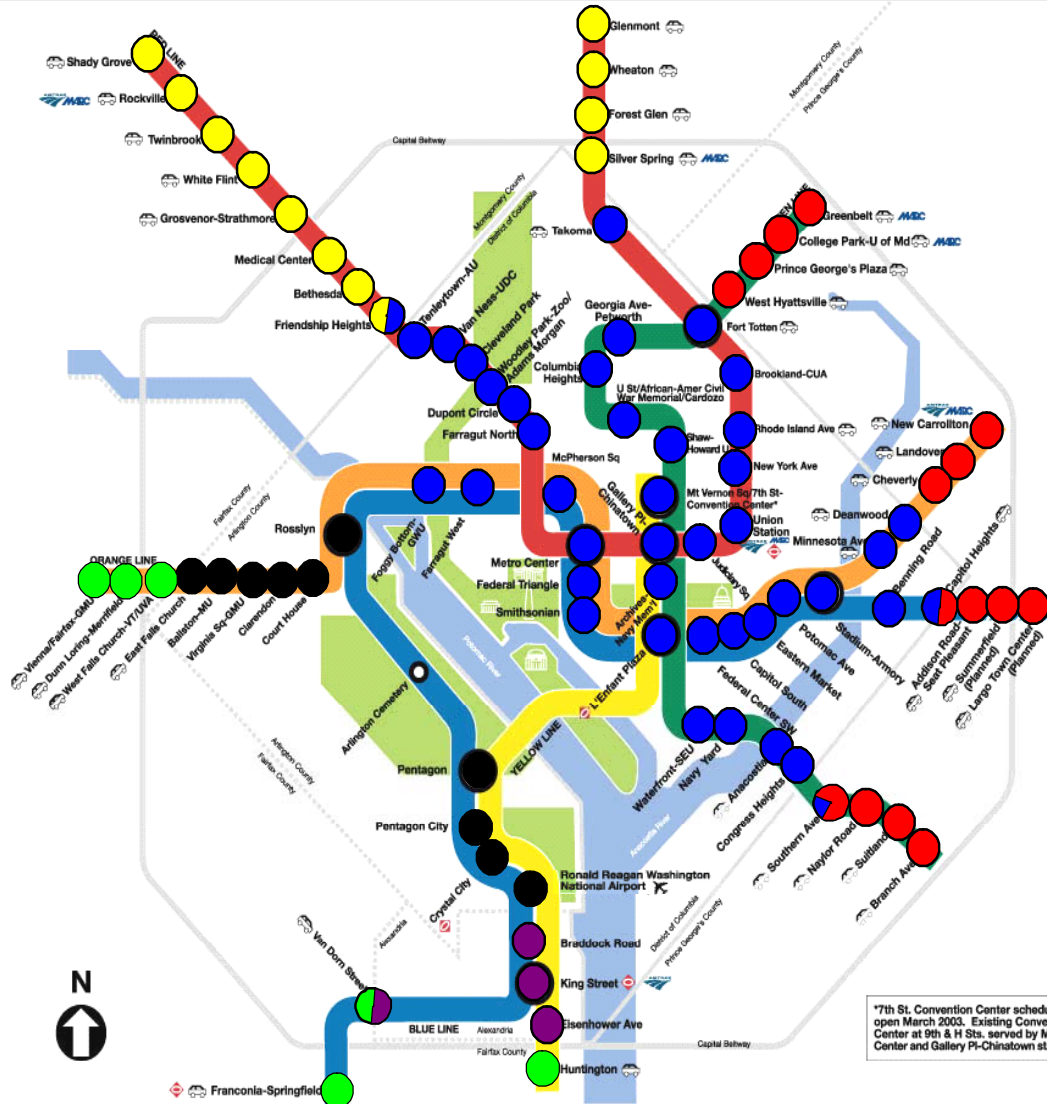 RED LINE
Shady Grove
Rockville
Twinbrook
White Flint
Grosvenor-Strathmore
Medical Center
Bethesda
Friendship Heights
Tenleytown-AU
Van Ness-UDC
Cleveland Park
Woodley Park-Zoo/
Adams Morgan
Dupont Circle
Farragut North
Glenmont
Wheaton
Forest Glen
Silver Spring
Takoma
Capital Beltway
Montgomery County
Prince George's County
Montgomery County
District of Columbia
Greenbelt
College Park-U of Md
Prince George's Plaza
West Hyattsville
Fort Totten
Georgia Ave-
Petworth
Columbia
Heights
U St/African-Amer Civil
War Memorial/Cardozo
Shaw-
Brookland-CUA
Rhode Island Ave
New York Ave
Union
Station
Judiciary Sq
Mt Vernon Sq/7th St-
Convention Center*
Gallery Pl-
Chinatown
McPherson Sq
Metro Center
Federal Triangle
Smithsonian
Archives-
Navy Mem'l
L'Enfant Plaza
New Carrollton
Landover
Cheverly
Deanwood
Minnesota Ave
Benning Road
Capitol Heights
Addison Road-
Seat Pleasant
Summerfield
(Planned)
Largo Town Center
(Planned)
Stadium-Armory
Potomac Ave
Eastern Market
Capitol South
Federal Center SW
Fairfax County
Arlington County
Rosslyn
Foggy Bottom-
GWU
Farragut West
ORANGE LINE
Vienna/Fairfax-GMU
Dunn Loring-Merrifield
West Falls Church-VT/UVA
East Falls Church
Ballston-MU
Virginia Sq-GMU
Clarendon
Court House
Potomac River
Arlington Cemetery
YELLOW LINE
Arlington County
Fairfax County
Pentagon
Pentagon City
Crystal City
Ronald Reagan Washington
National Airport
Waterfront-SEU
Navy Yard
Anacostia
Congress Heights
Southern Ave
Naylor Road
Suitland
Branch Ave
Anacostia River
District of Columbia
Prince George's County
Braddock Road
King Street
Eisenhower Ave
Huntington
Van Dorn Street
Franconia-Springfield
Alexandria
BLUE LINE
Alexandria
Fairfax County
Capital Beltway
N
*7th St. Convention Center
open March 2003. Existing
Center at 9th & H Sts. served by
Center and Gallery Pl-Chinatown